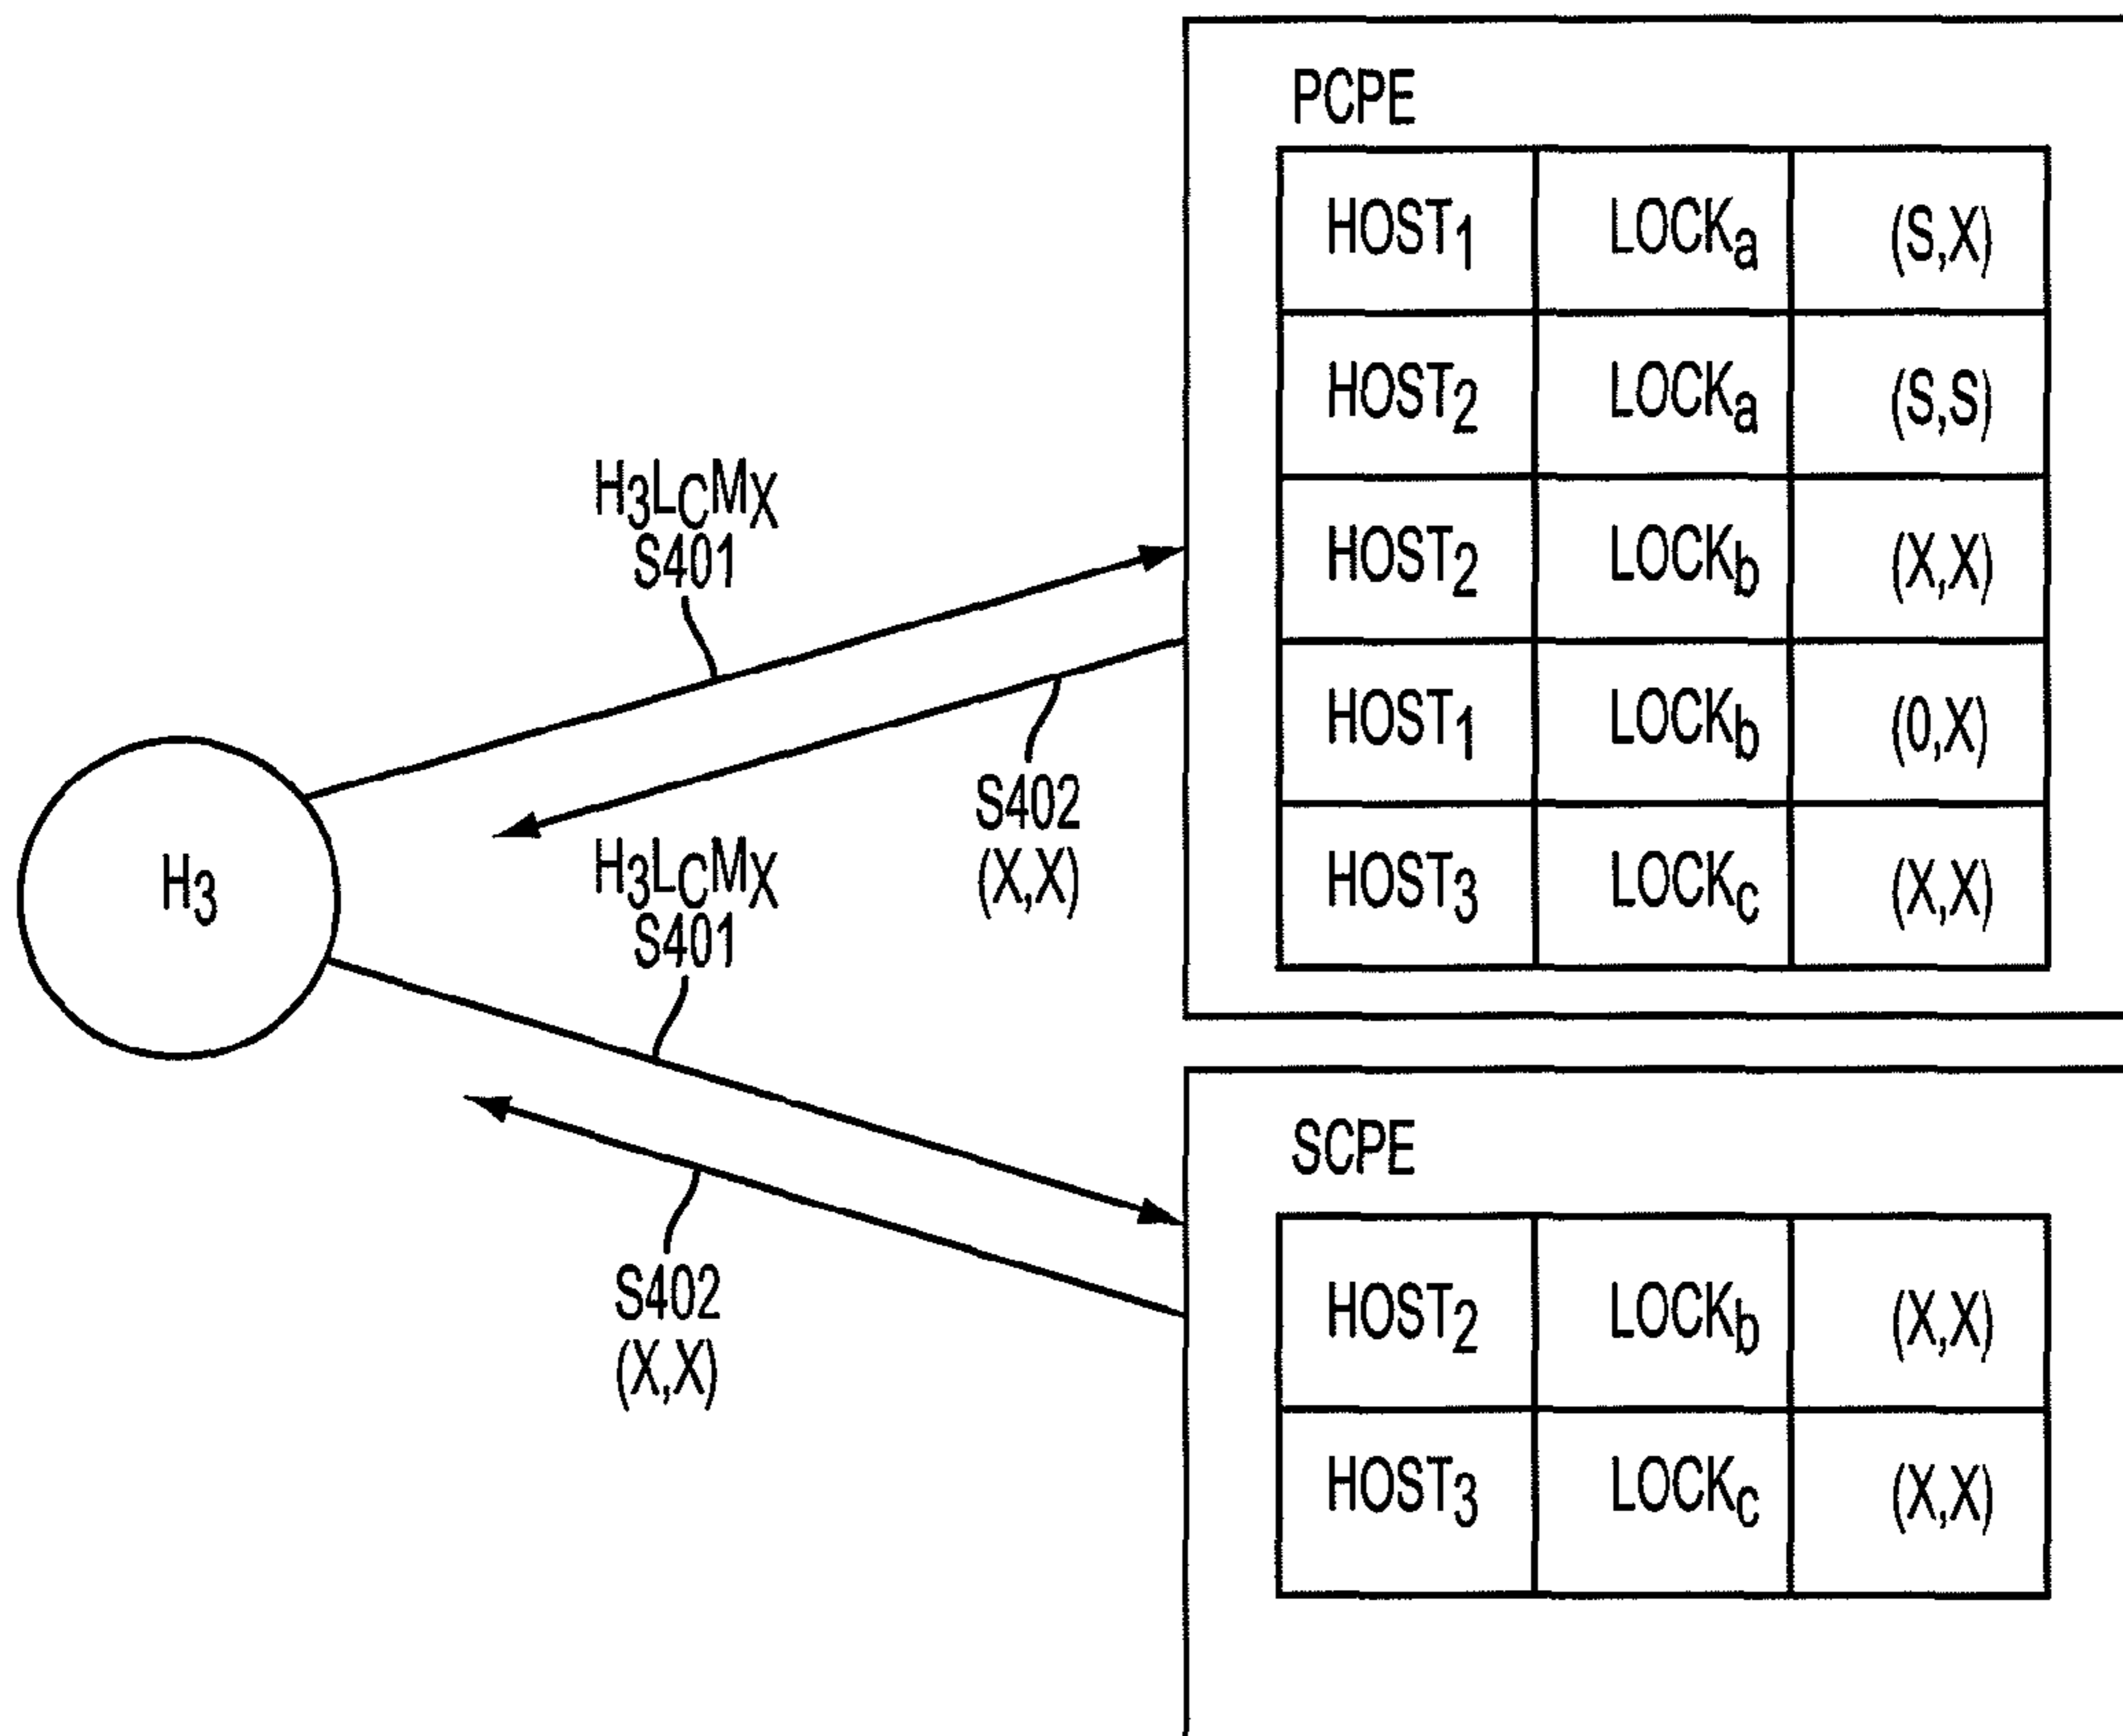 PCPE
HOST1 LOCKa (S,X)
HOST2 LOCKa (S,S)
HOST2 LOCKb (X,X)
HOST1 LOCKb (0,X)
HOST3 LOCKc (X,X)
H3LCMX
S401
S402
(X,X)
H3
H3LCMX
S401
S402
(X,X)
SCPE
HOST2 LOCKb (X,X)
HOST3 LOCKc (X,X)